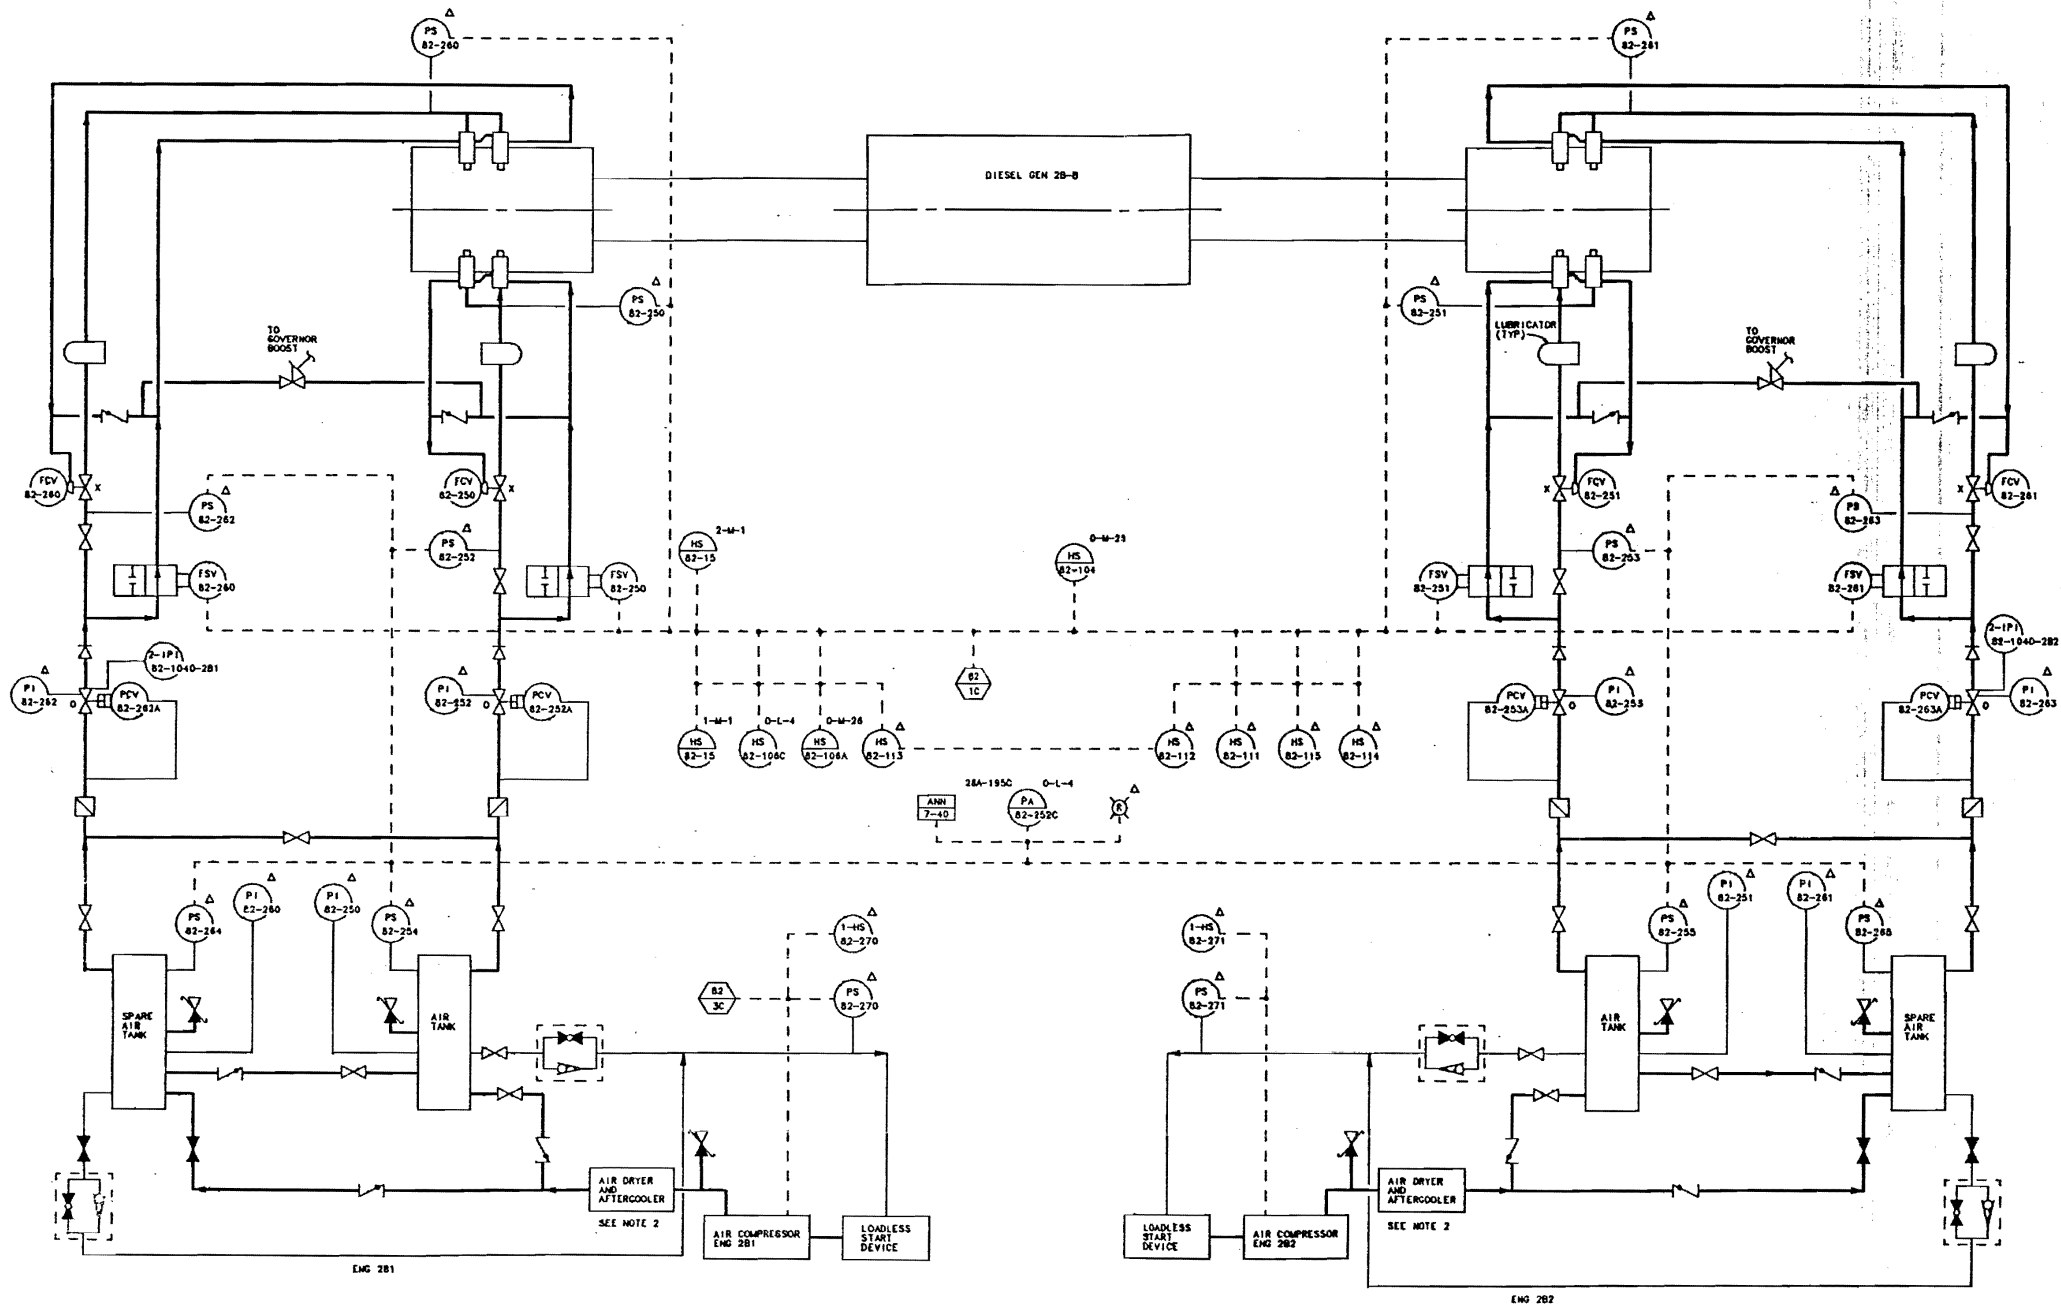 PS
82-260
PS
82-261
DIESEL GEN 2B-B
PS
82-250
PS
82-251
TO
GOVERNOR
BOOST
LUBRICATOR
(TYP)
TO
GOVERNOR
BOOST
FCV
82-260
X
PS
82-262
FCV
82-250
X
PS
82-252
2-M-1
HS
82-15
0-M-25
HS
82-104
X
FCV
82-251
PS
82-253
PS
82-263
X
FCV
82-261
FSV
82-260
FSV
82-250
FSV
82-251
FSV
82-261
2-IPI
82-1040-2B1
2-IPI
82-1040-2B2
PI
82-262
O
PCV
82-262A
PI
82-252
O
PCV
82-252A
82
1C
PCV
82-253A
O
PI
82-253
PCV
82-263A
O
PI
82-263
1-M-1
HS
82-15
0-L-4
HS
82-106C
0-M-26
HS
82-106A
HS
82-113
HS
82-112
HS
82-111
HS
82-115
HS
82-114
28A-195C
0-L-4
ANN
7-40
PA
82-252C
R
PS
82-264
PI
82-260
PI
82-250
PS
82-254
1-HS
82-270
1-HS
82-271
PS
82-255
PI
82-251
PI
82-261
PS
82-265
82
3C
PS
82-270
PS
82-271
SPARE
AIR
TANK
AIR
TANK
AIR
TANK
SPARE
AIR
TANK
AIR DRYER
AND
AFTERCOOLER
SEE NOTE 2
AIR COMPRESSOR
ENG 2B1
LOADLESS
START
DEVICE
LOADLESS
START
DEVICE
AIR COMPRESSOR
ENG 2B2
AIR DRYER
AND
AFTERCOOLER
SEE NOTE 2
ENG 2B1
ENG 2B2